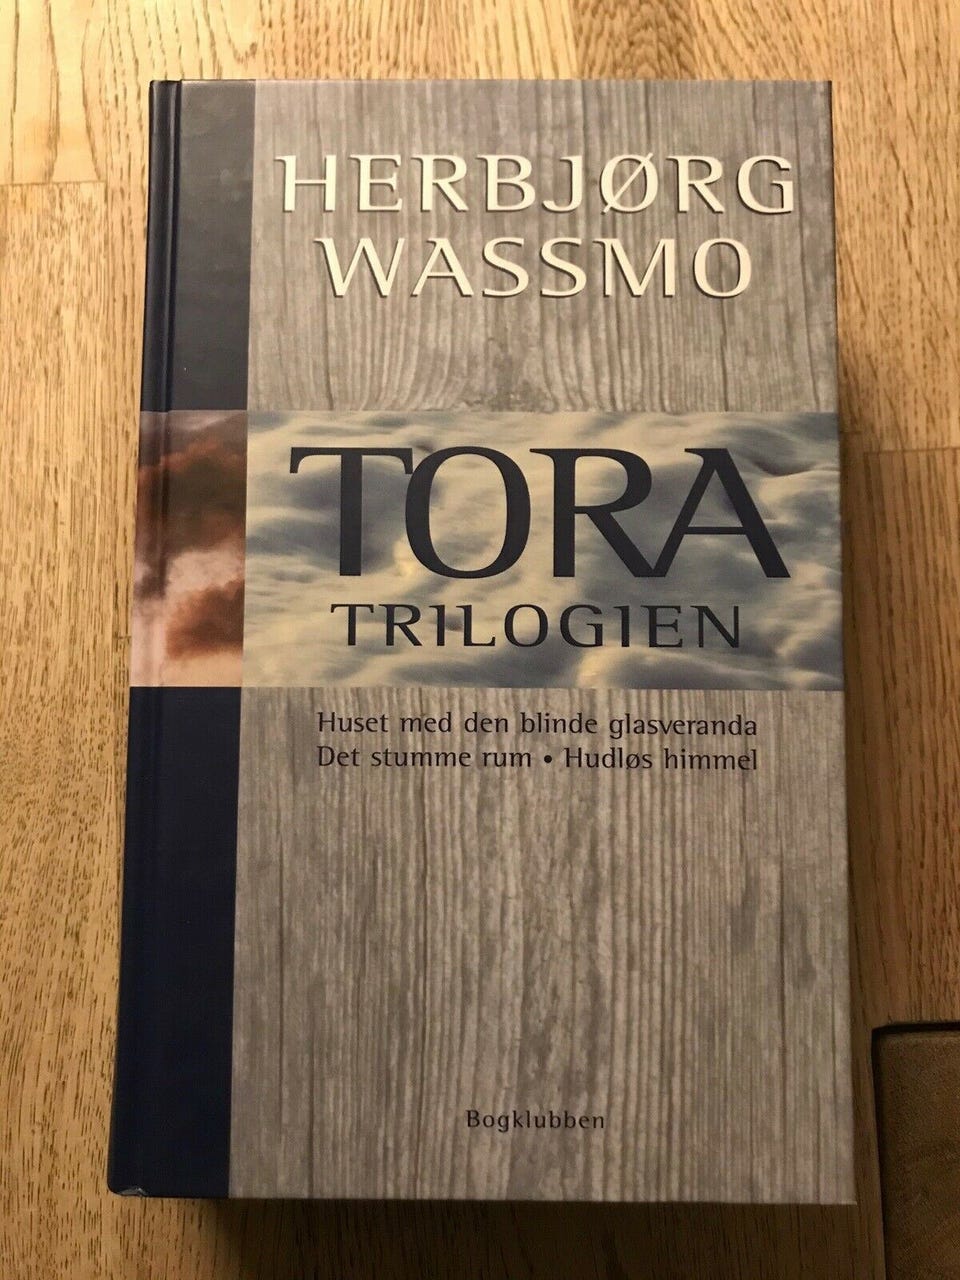 HERBJØRG
WASSMO
TORA
TRILOGIEN
Huset med den blinde glasveranda
Det stumme rum • Hudløs himmel
Bogklubben